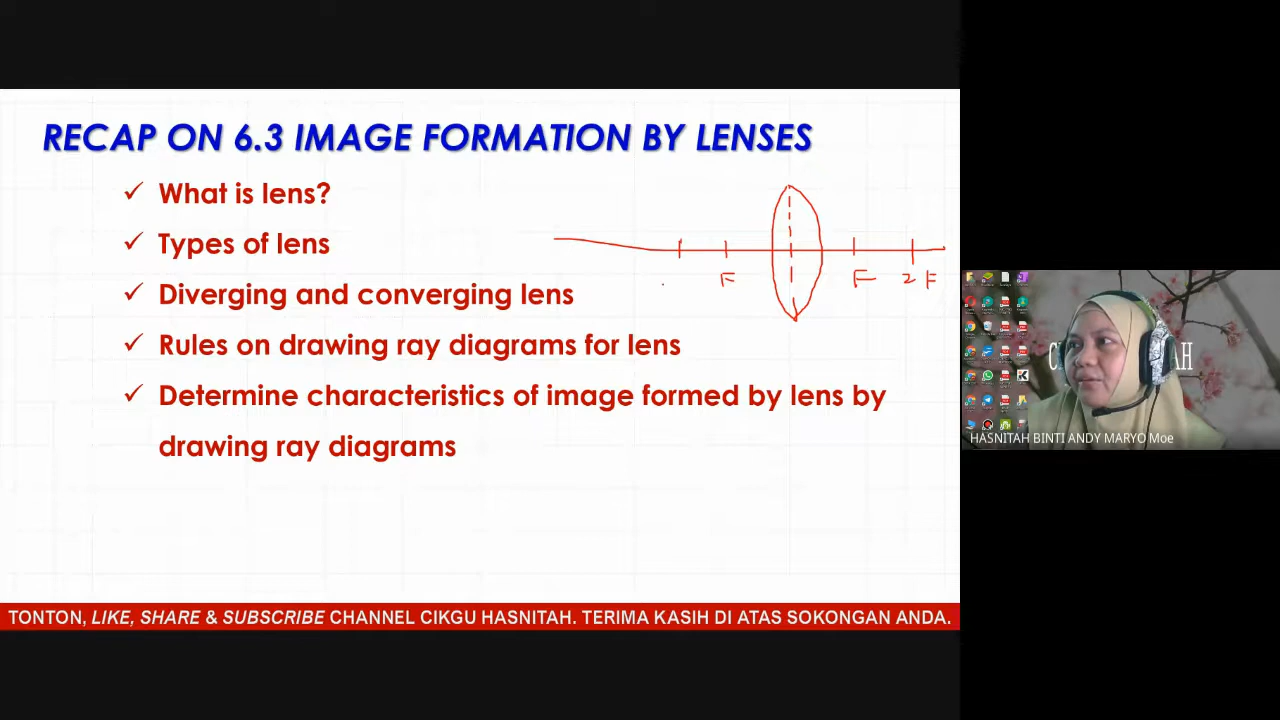 RECAP ON 6.3 IMAGE FORMATION BY LENSES
✓ What is lens?
✓ Types of lens
✓ Diverging and converging lens
✓ Rules on drawing ray diagrams for lens
✓ Determine characteristics of image formed by lens by
drawing ray diagrams
F F 2F
HASNITAH BINTI ANDY MARYO Moe
TONTON, LIKE, SHARE & SUBSCRIBE CHANNEL CIKGU HASNITAH. TERIMA KASIH DI ATAS SOKONGAN ANDA.